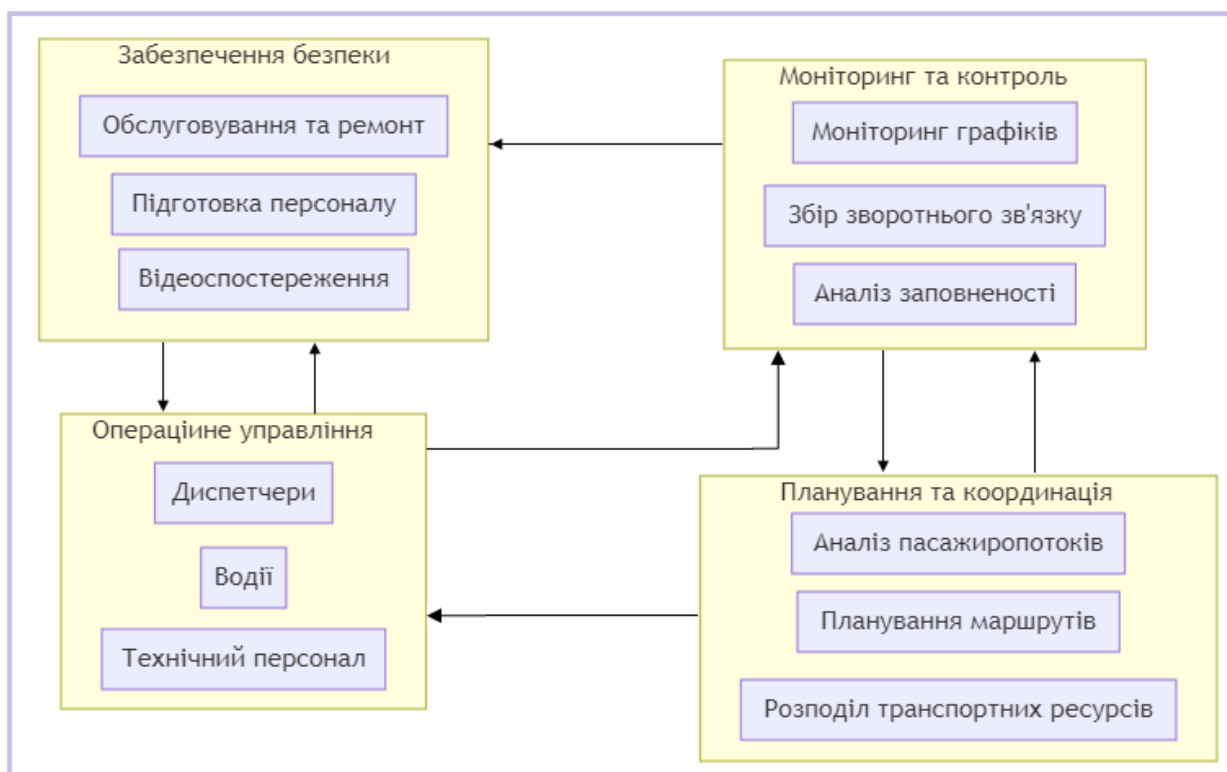 Забезпечення безпеки
Обслуговування та ремонт
Підготовка персоналу
Відеоспостереження
Моніторинг та контроль
Моніторинг графіків
Збір зворотнього зв'язку
Аналіз заповненості
Операційне управління
Диспетчери
Водії
Технічний персонал
Планування та координація
Аналіз пасажиропотоків
Планування маршрутів
Розподіл транспортних ресурсів